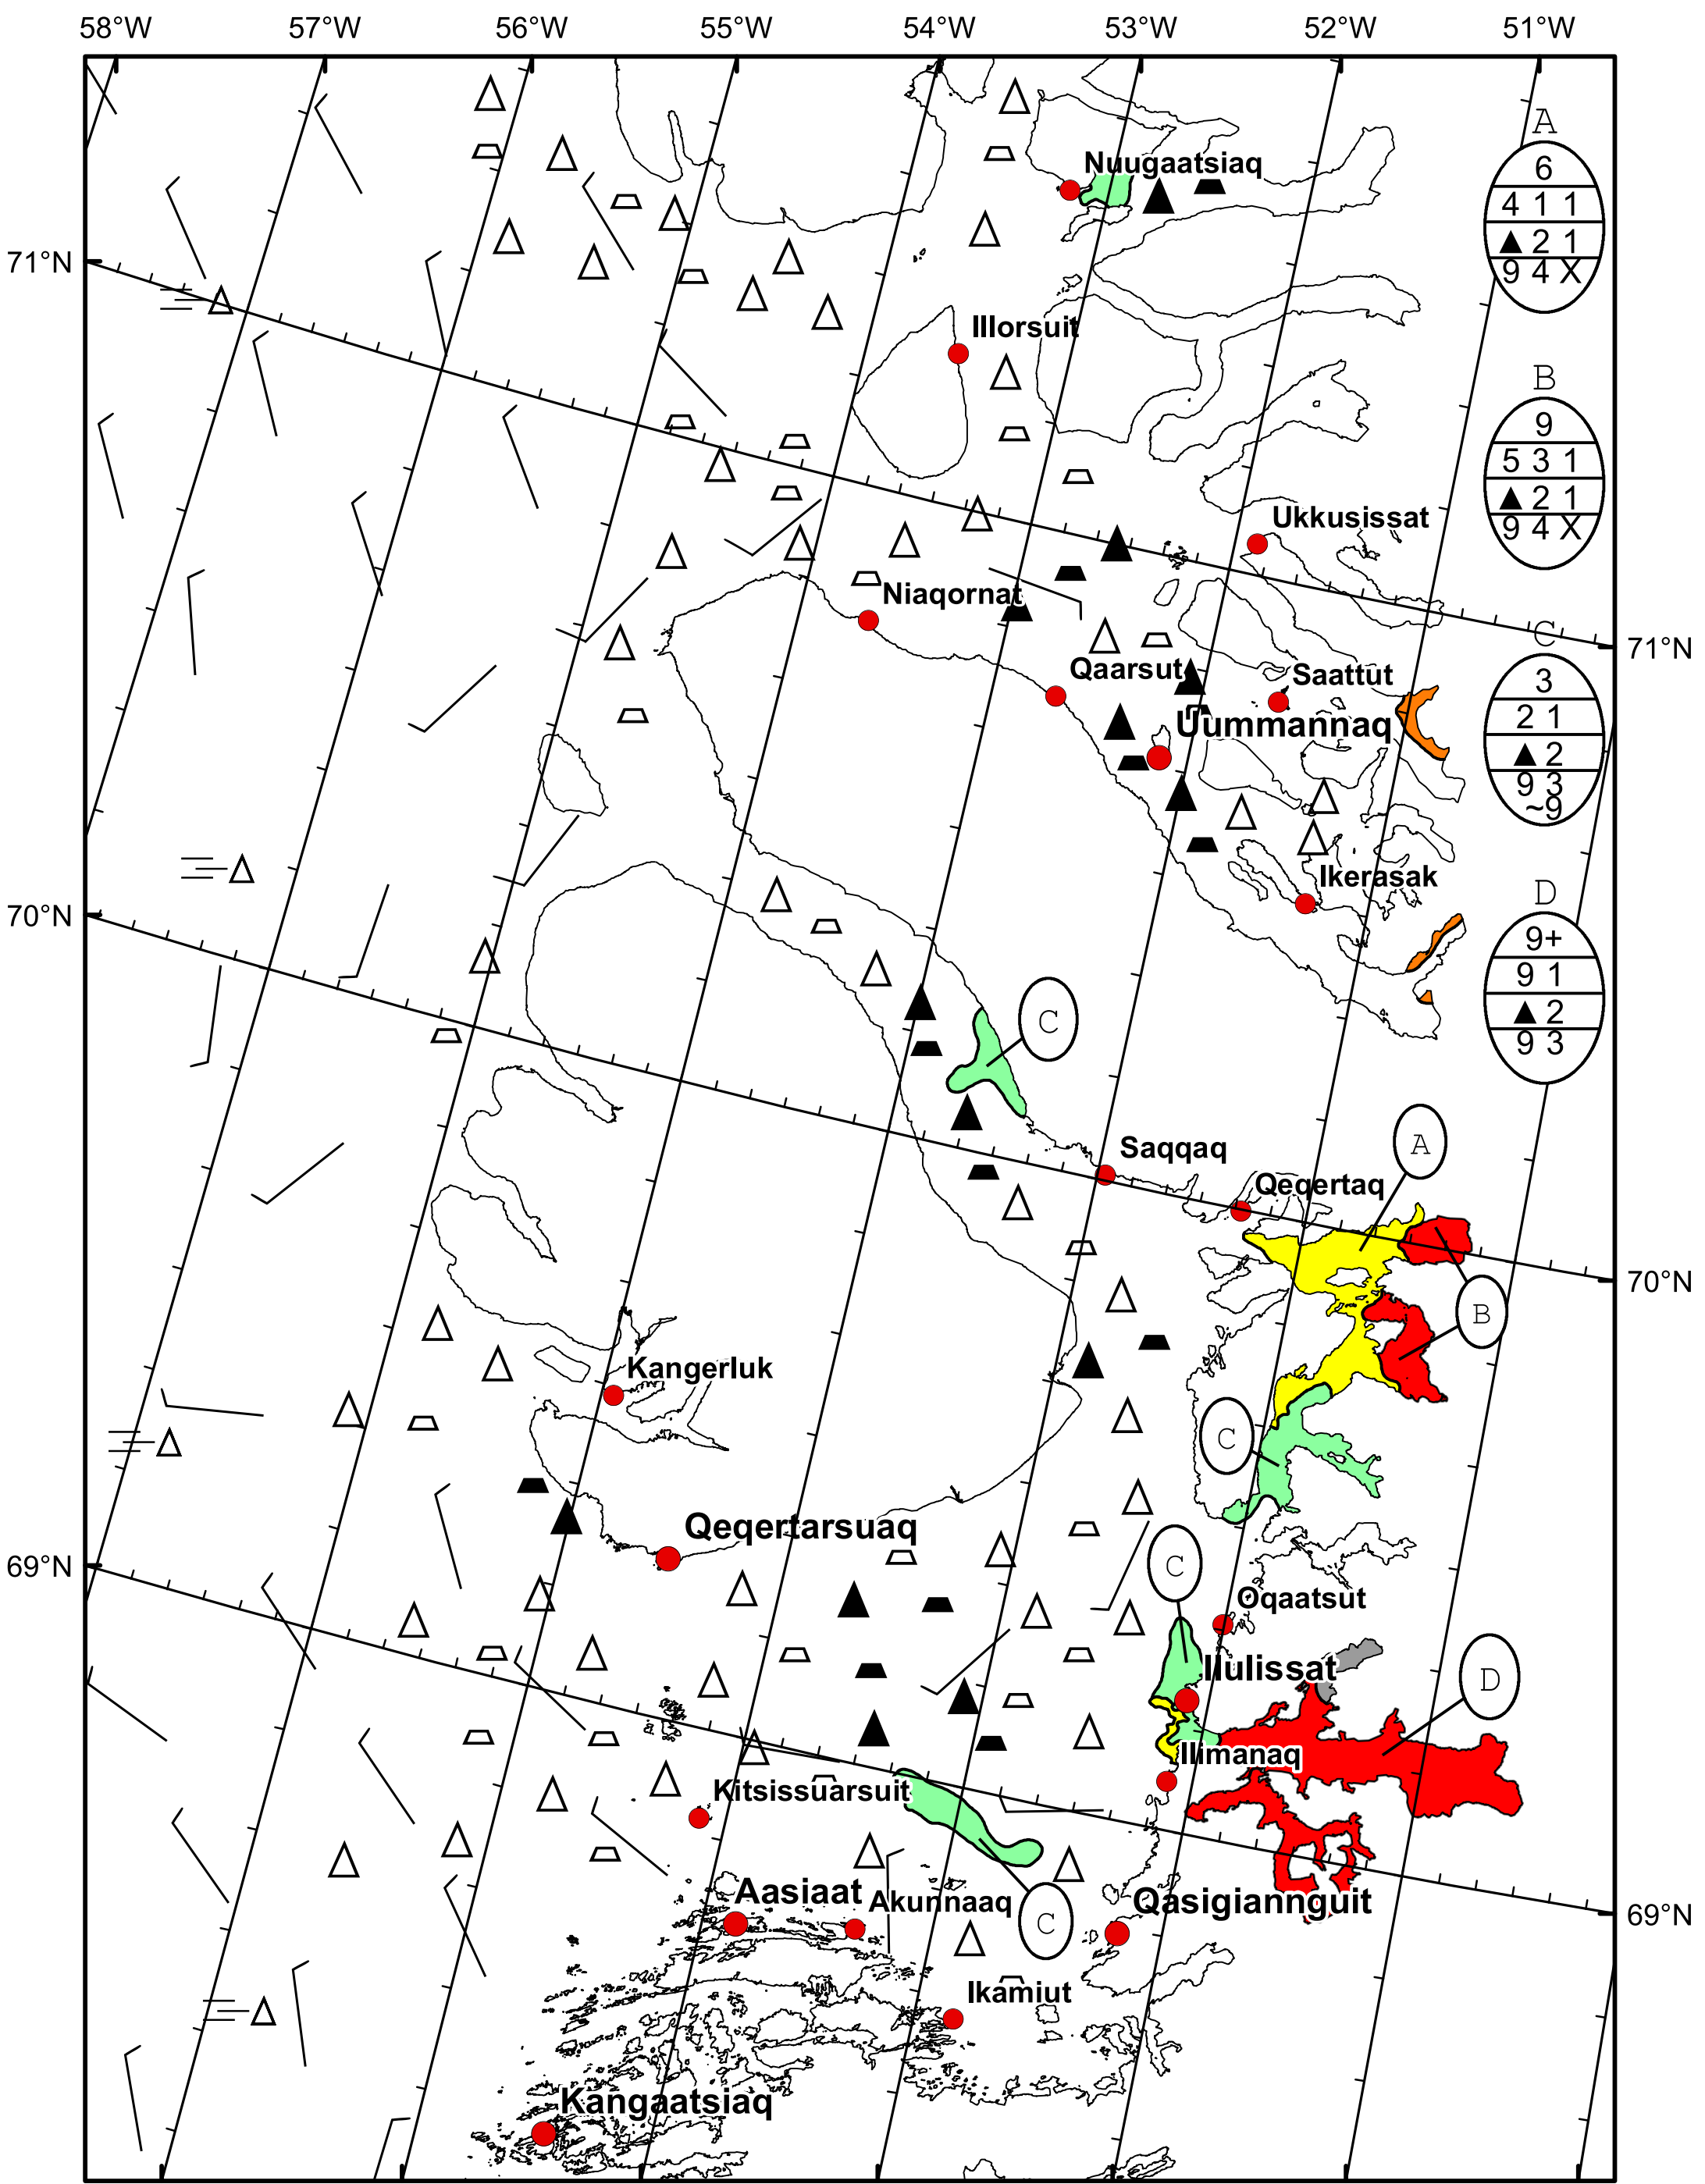 58°W 57°W 56°W 55°W 54°W 53°W 52°W 51°W
A
6
4 1 1
▲ 2 1
9 4 X
Nuugaatsiaq
71°N
Illorsuit
B
9
5 3 1
▲ 2 1
9 4 X
Ukkusissat
Niaqornat
71°N
C
3
2 1
▲ 2
9 3
~9
Qaarsut
Saattut
Uummannaq
Ikerasak
70°N
D
9+
9 1
▲ 2
9 3
C
A
Saqqaq
Qeqertaq
70°N
B
Kangerluk
C
Qeqertarsuaq
69°N
C
Oqaatsut
Ilulissat
D
Ilimanaq
Kitsissuarsuit
Aasiaat
Akunnaaq
C
Qasigiannguit
69°N
Ikamiut
Kangaatsiaq